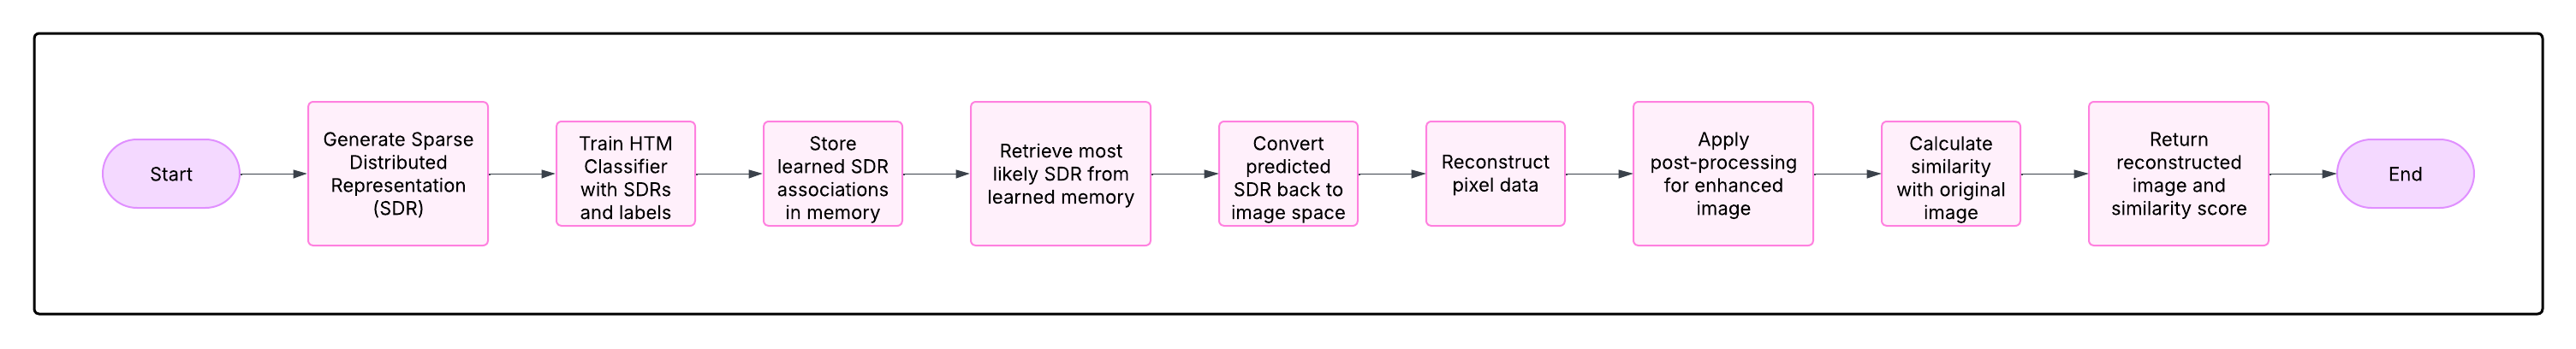 Start
Generate Sparse
Distributed
Representation
(SDR)
Train HTM
Classifier
with SDRs
and labels
Store
learned SDR
associations
in memory
Retrieve most
likely SDR from
learned memory
Convert
predicted
SDR back to
image space
Reconstruct
pixel data
Apply
post-processing
for enhanced
image
Calculate
similarity
with original
image
Return
reconstructed
image and
similarity score
End